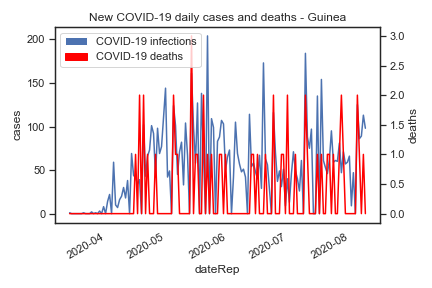 New COVID-19 daily cases and deaths - Guinea
COVID-19 infections
COVID-19 deaths
200
150
100
50
0
cases
3.0
2.5
2.0
1.5
1.0
0.5
0.0
deaths
2020-04
2020-05
2020-06
2020-07
2020-08
dateRep